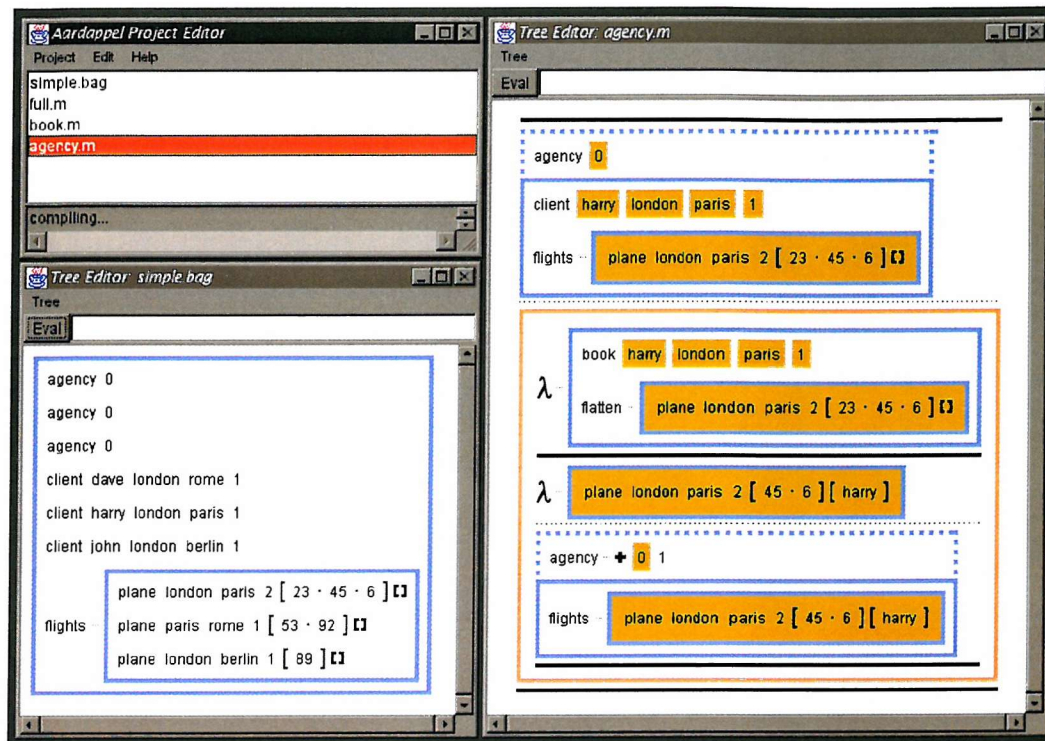 Aardappel Project Editor
Project Edit Help
simple.bag
full.m
book.m
agency.m
compiling...
Tree Editor: simple.bag
Tree
Eval
agency 0
agency 0
agency 0
client dave london rome 1
client harry london paris 1
client john london berlin 1
flights
plane london paris 2 [ 23 · 45 · 6 ] []
plane paris rome 1 [ 53 · 92 ] []
plane london berlin 1 [ 89 ] []
Tree Editor: agency.m
Tree
Eval
agency 0
client harry london paris 1
flights plane london paris 2 [ 23 · 45 · 6 ] []
λ
book harry london paris 1
flatten plane london paris 2 [ 23 · 45 · 6 ] []
λ plane london paris 2 [ 45 · 6 ] [ harry ]
agency + 0 1
flights plane london paris 2 [ 45 · 6 ] [ harry ]